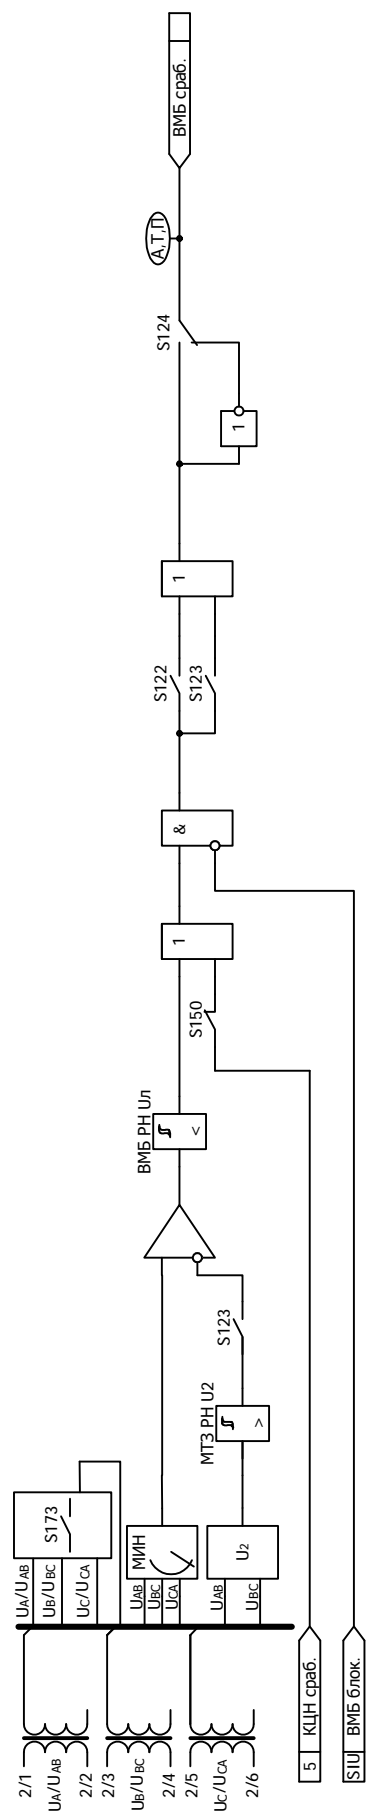 ВМБ сраб.
А,Т,П
S124
1
1
S122
S123
&
1
S150
ВМБ РН Uл
<
S123
МТЗ РН U2
>
S173
UA/UAB
UB/UBC
UC/UCA
МИН
UAB
UBC
UCA
U2
UAB
UBC
2/1
UA/UAB
2/2
2/3
UB/UBC
2/4
2/5
UC/UCA
2/6
5 КЦН сраб.
SIU ВМБ блок.